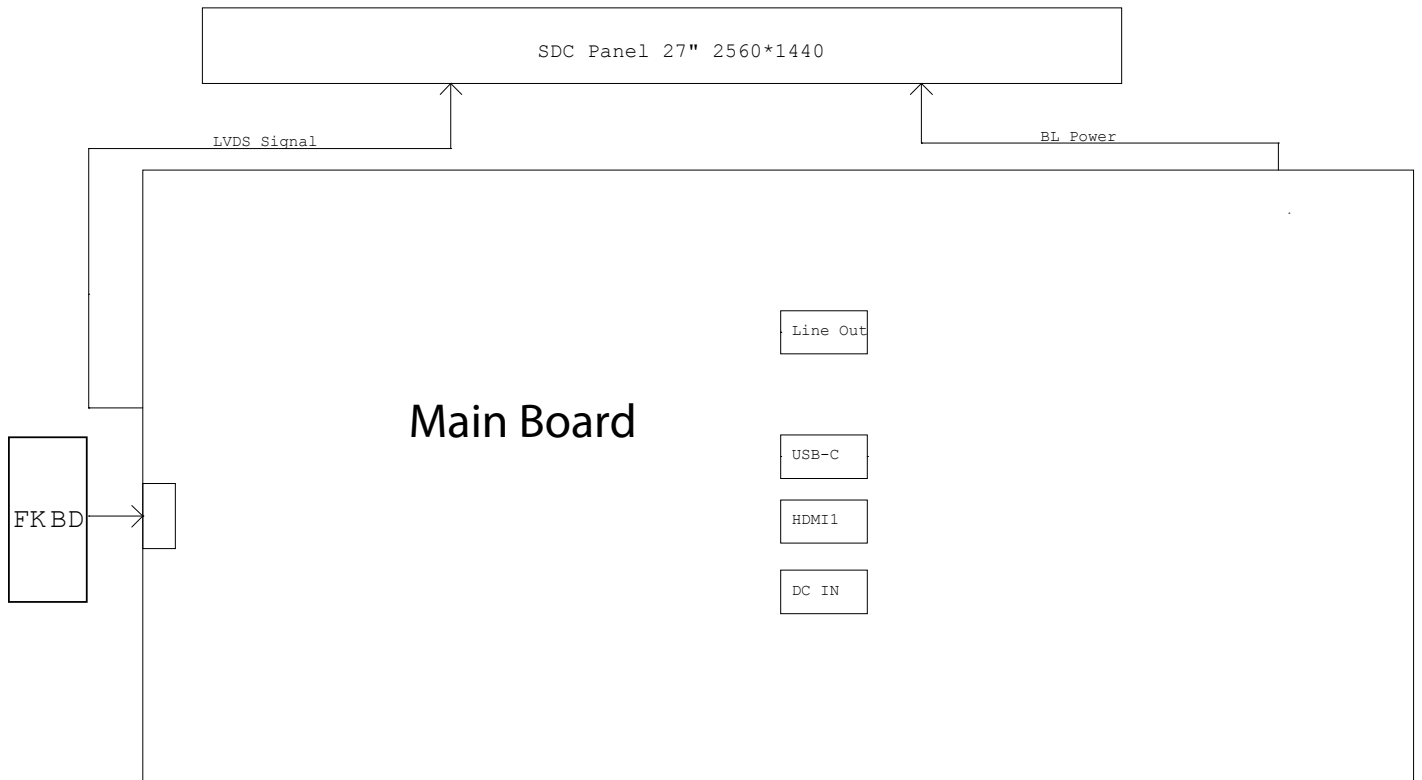 SDC Panel 27" 2560*1440
LVDS Signal
BL Power
Line Out
Main Board
USB-C
FKBD
HDMI1
DC IN